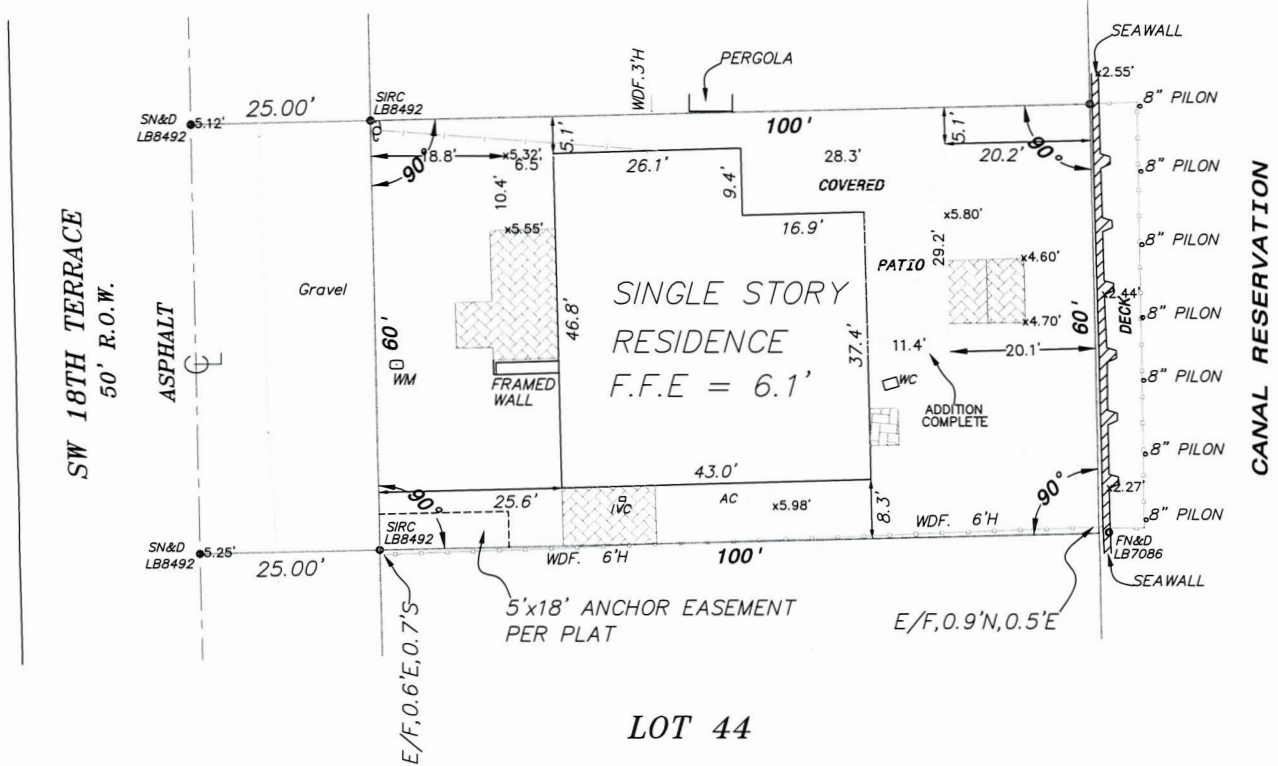 SEAWALL
PERGOLA
WDF.3'H
x2.55'
8" PILON
SN&D
LB8492
5.12'
25.00'
SIRC
LB8492
100'
5.1'
5.1'
90°
18.8'
x5.32'
6.5'
26.1'
28.3'
20.2'
90°
8" PILON
10.4'
9.4'
COVERED
x5.55'
16.9'
x5.80'
8" PILON
SW 18TH TERRACE
50' R.O.W.
ASPHALT
CL
Gravel
60'
WM
FRAMED
WALL
46.8'
SINGLE STORY
RESIDENCE
F.F.E = 6.1'
PATIO
29.2'
x4.60'
x4.70'
37.4'
11.4'
20.1'
WC
ADDITION
COMPLETE
60'
x2.44'
DECK
8" PILON
8" PILON
8" PILON
CANAL RESERVATION
43.0'
90°
25.6'
IVC
AC
x5.98'
8.3'
90°
x2.27'
WDF. 6'H
8" PILON
SIRC
LB8492
SN&D
LB8492
5.25'
25.00'
WDF. 6'H
100'
FN&D
LB7086
SEAWALL
E/F,0.6'E,0.7'S
5'x18' ANCHOR EASEMENT
PER PLAT
E/F,0.9'N,0.5'E
LOT 44